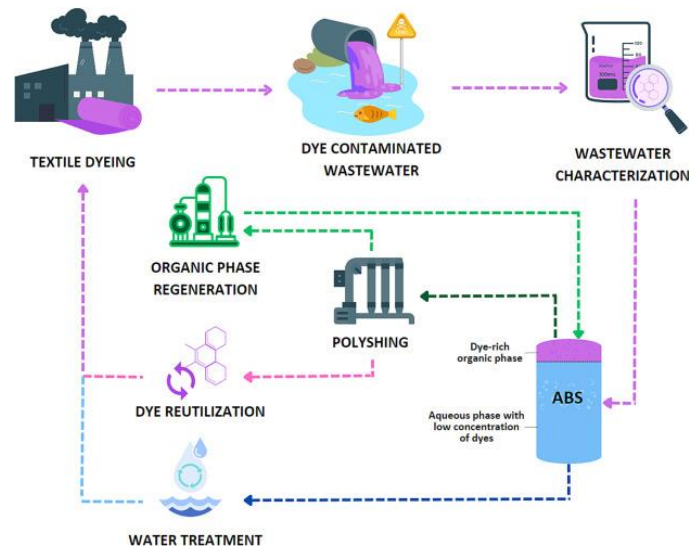 TEXTILE DYEING
DYE CONTAMINATED
WASTEWATER
WASTEWATER
CHARACTERIZATION
ORGANIC PHASE
REGENERATION
POLYSHING
Dye-rich
organic phase
ABS
Aqueous phase with
low concentration
of dyes
DYE REUTILIZATION
WATER TREATMENT